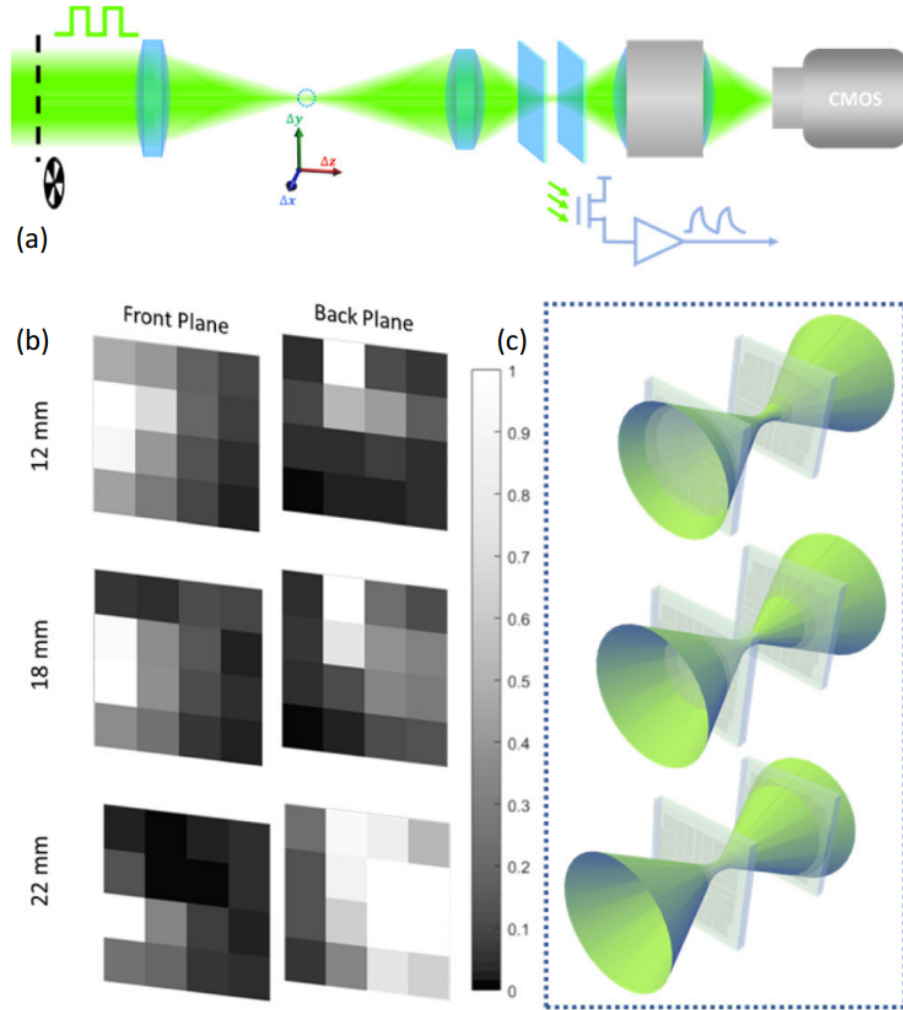 CMOS
Δy
Δz
Δx
(a)
(b)
Front Plane
Back Plane
(c)
12 mm
18 mm
22 mm
1
0.9
0.8
0.7
0.6
0.5
0.4
0.3
0.2
0.1
0